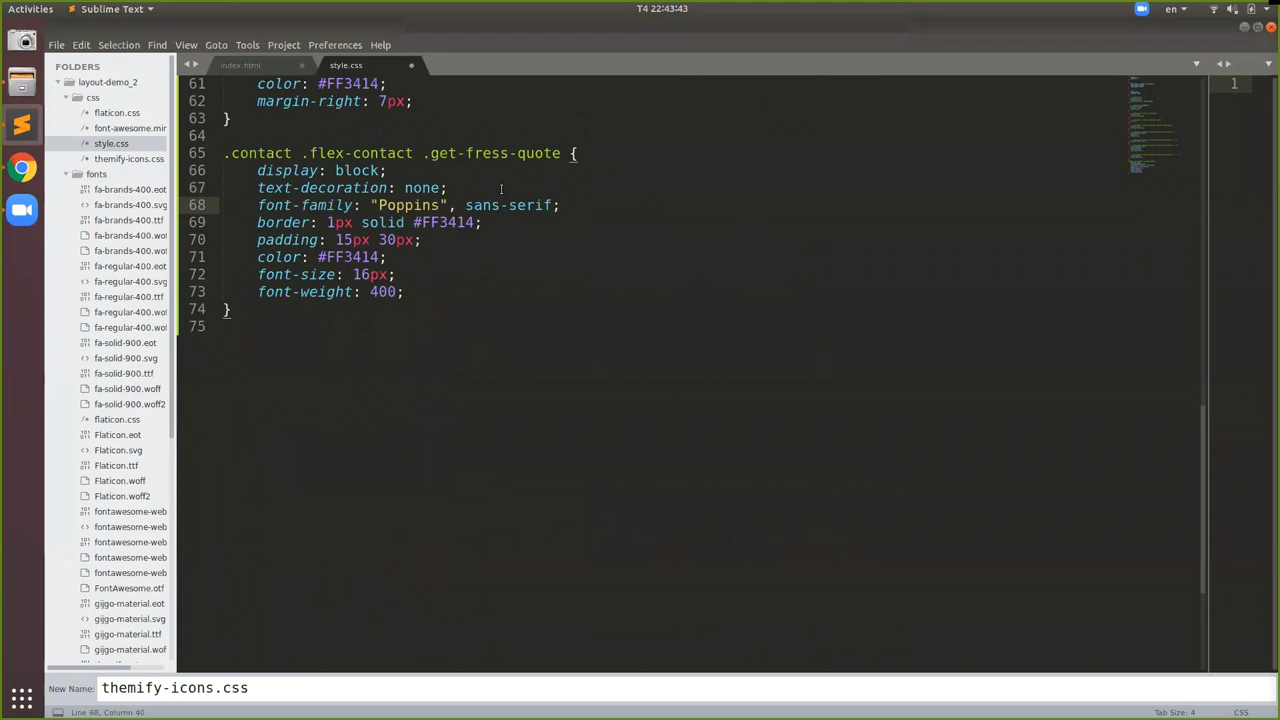 Activities
Sublime Text
T4 22:43:43
en
File Edit Selection Find View Goto Tools Project Preferences Help
FOLDERS
layout-demo_2
css
flaticon.css
font-awesome.mir
style.css
themify-icons.css
fonts
fa-brands-400.eot
fa-brands-400.svg
fa-brands-400.ttf
fa-brands-400.wof
fa-brands-400.wof
fa-regular-400.eot
fa-regular-400.svg
fa-regular-400.ttf
fa-regular-400.wof
fa-regular-400.wof
fa-solid-900.eot
fa-solid-900.svg
fa-solid-900.ttf
fa-solid-900.woff
fa-solid-900.woff2
flaticon.css
Flaticon.eot
Flaticon.svg
Flaticon.ttf
Flaticon.woff
Flaticon.woff2
fontawesome-web
fontawesome-web
fontawesome-web
fontawesome-web
fontawesome-web
FontAwesome.otf
gijgo-material.eot
gijgo-material.svg
gijgo-material.ttf
gijgo-material.wof
index.html
style.css
61 color: #FF3414;
62 margin-right: 7px;
63 }
64
65 .contact .flex-contact .get-fress-quote {
66 display: block;
67 text-decoration: none;
68 font-family: "Poppins", sans-serif;
69 border: 1px solid #FF3414;
70 padding: 15px 30px;
71 color: #FF3414;
72 font-size: 16px;
73 font-weight: 400;
74 }
75
1
New Name: themify-icons.css
Line 68, Column 40
Tab Size: 4
CSS